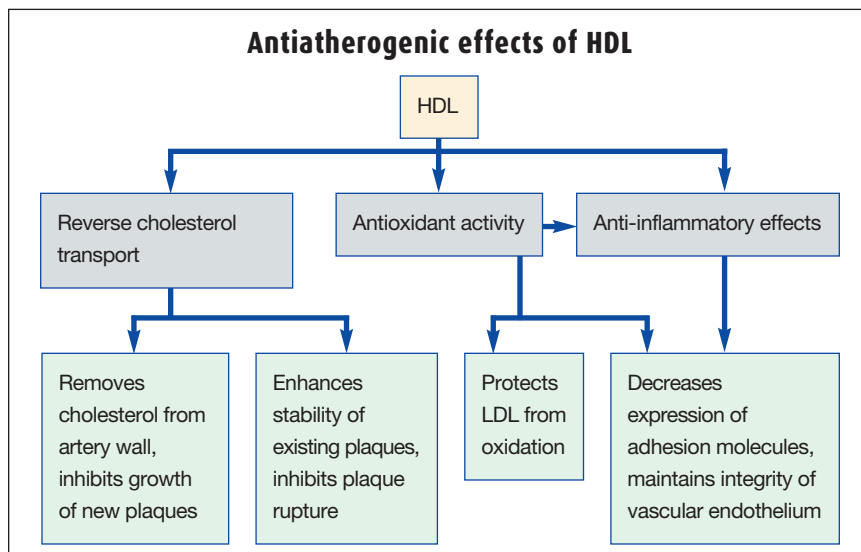 Antiatherogenic effects of HDL
HDL
Reverse cholesterol
transport
Antioxidant activity
Anti-inflammatory effects
Removes
cholesterol from
artery wall,
inhibits growth
of new plaques
Enhances
stability of
existing plaques,
inhibits plaque
rupture
Protects
LDL from
oxidation
Decreases
expression of
adhesion molecules,
maintains integrity of
vascular endothelium